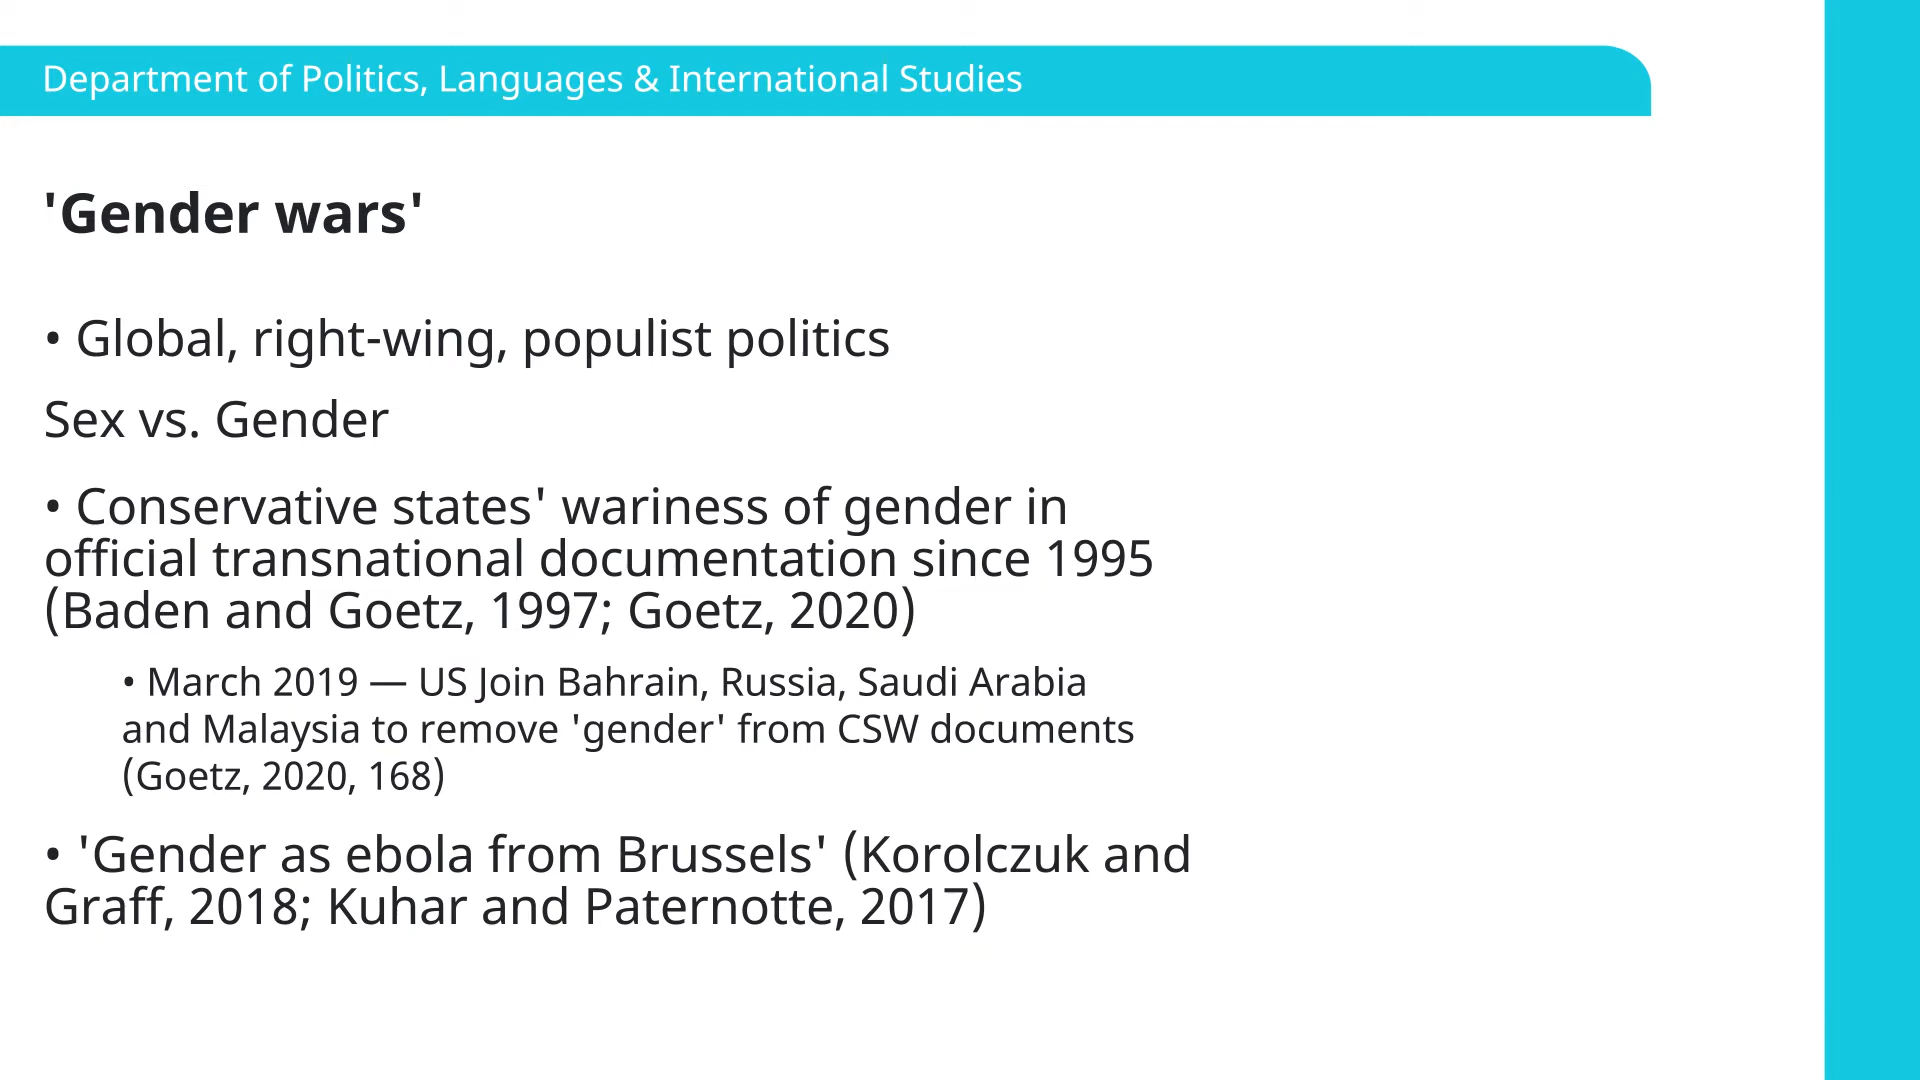 Department of Politics, Languages & International Studies
'Gender wars'
• Global, right-wing, populist politics
Sex vs. Gender
• Conservative states' wariness of gender in
official transnational documentation since 1995
(Baden and Goetz, 1997; Goetz, 2020)
• March 2019 — US Join Bahrain, Russia, Saudi Arabia
and Malaysia to remove 'gender' from CSW documents
(Goetz, 2020, 168)
• 'Gender as ebola from Brussels' (Korolczuk and
Graff, 2018; Kuhar and Paternotte, 2017)